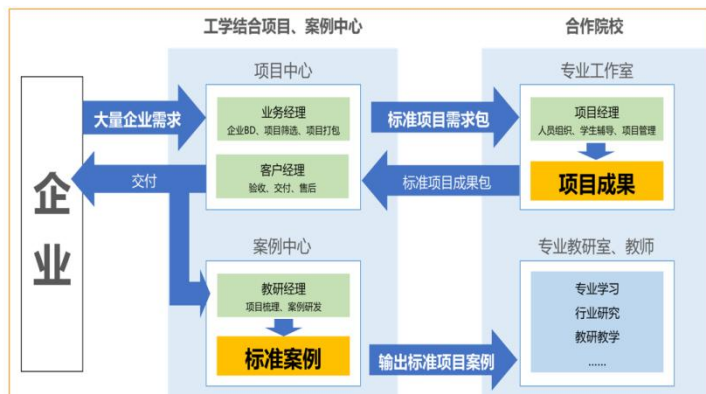 工学结合项目、案例中心
合作院校
企业
大量企业需求
项目中心
业务经理
企业BD、项目筛选、项目打包
客户经理
验收、交付、售后
交付
标准项目需求包
标准项目成果包
专业工作室
项目经理
人员组织、学生辅导、项目管理
项目成果
案例中心
教研经理
项目梳理、案例研发
标准案例
输出标准项目案例
专业教研室、教师
专业学习
行业研究
教研教学
......